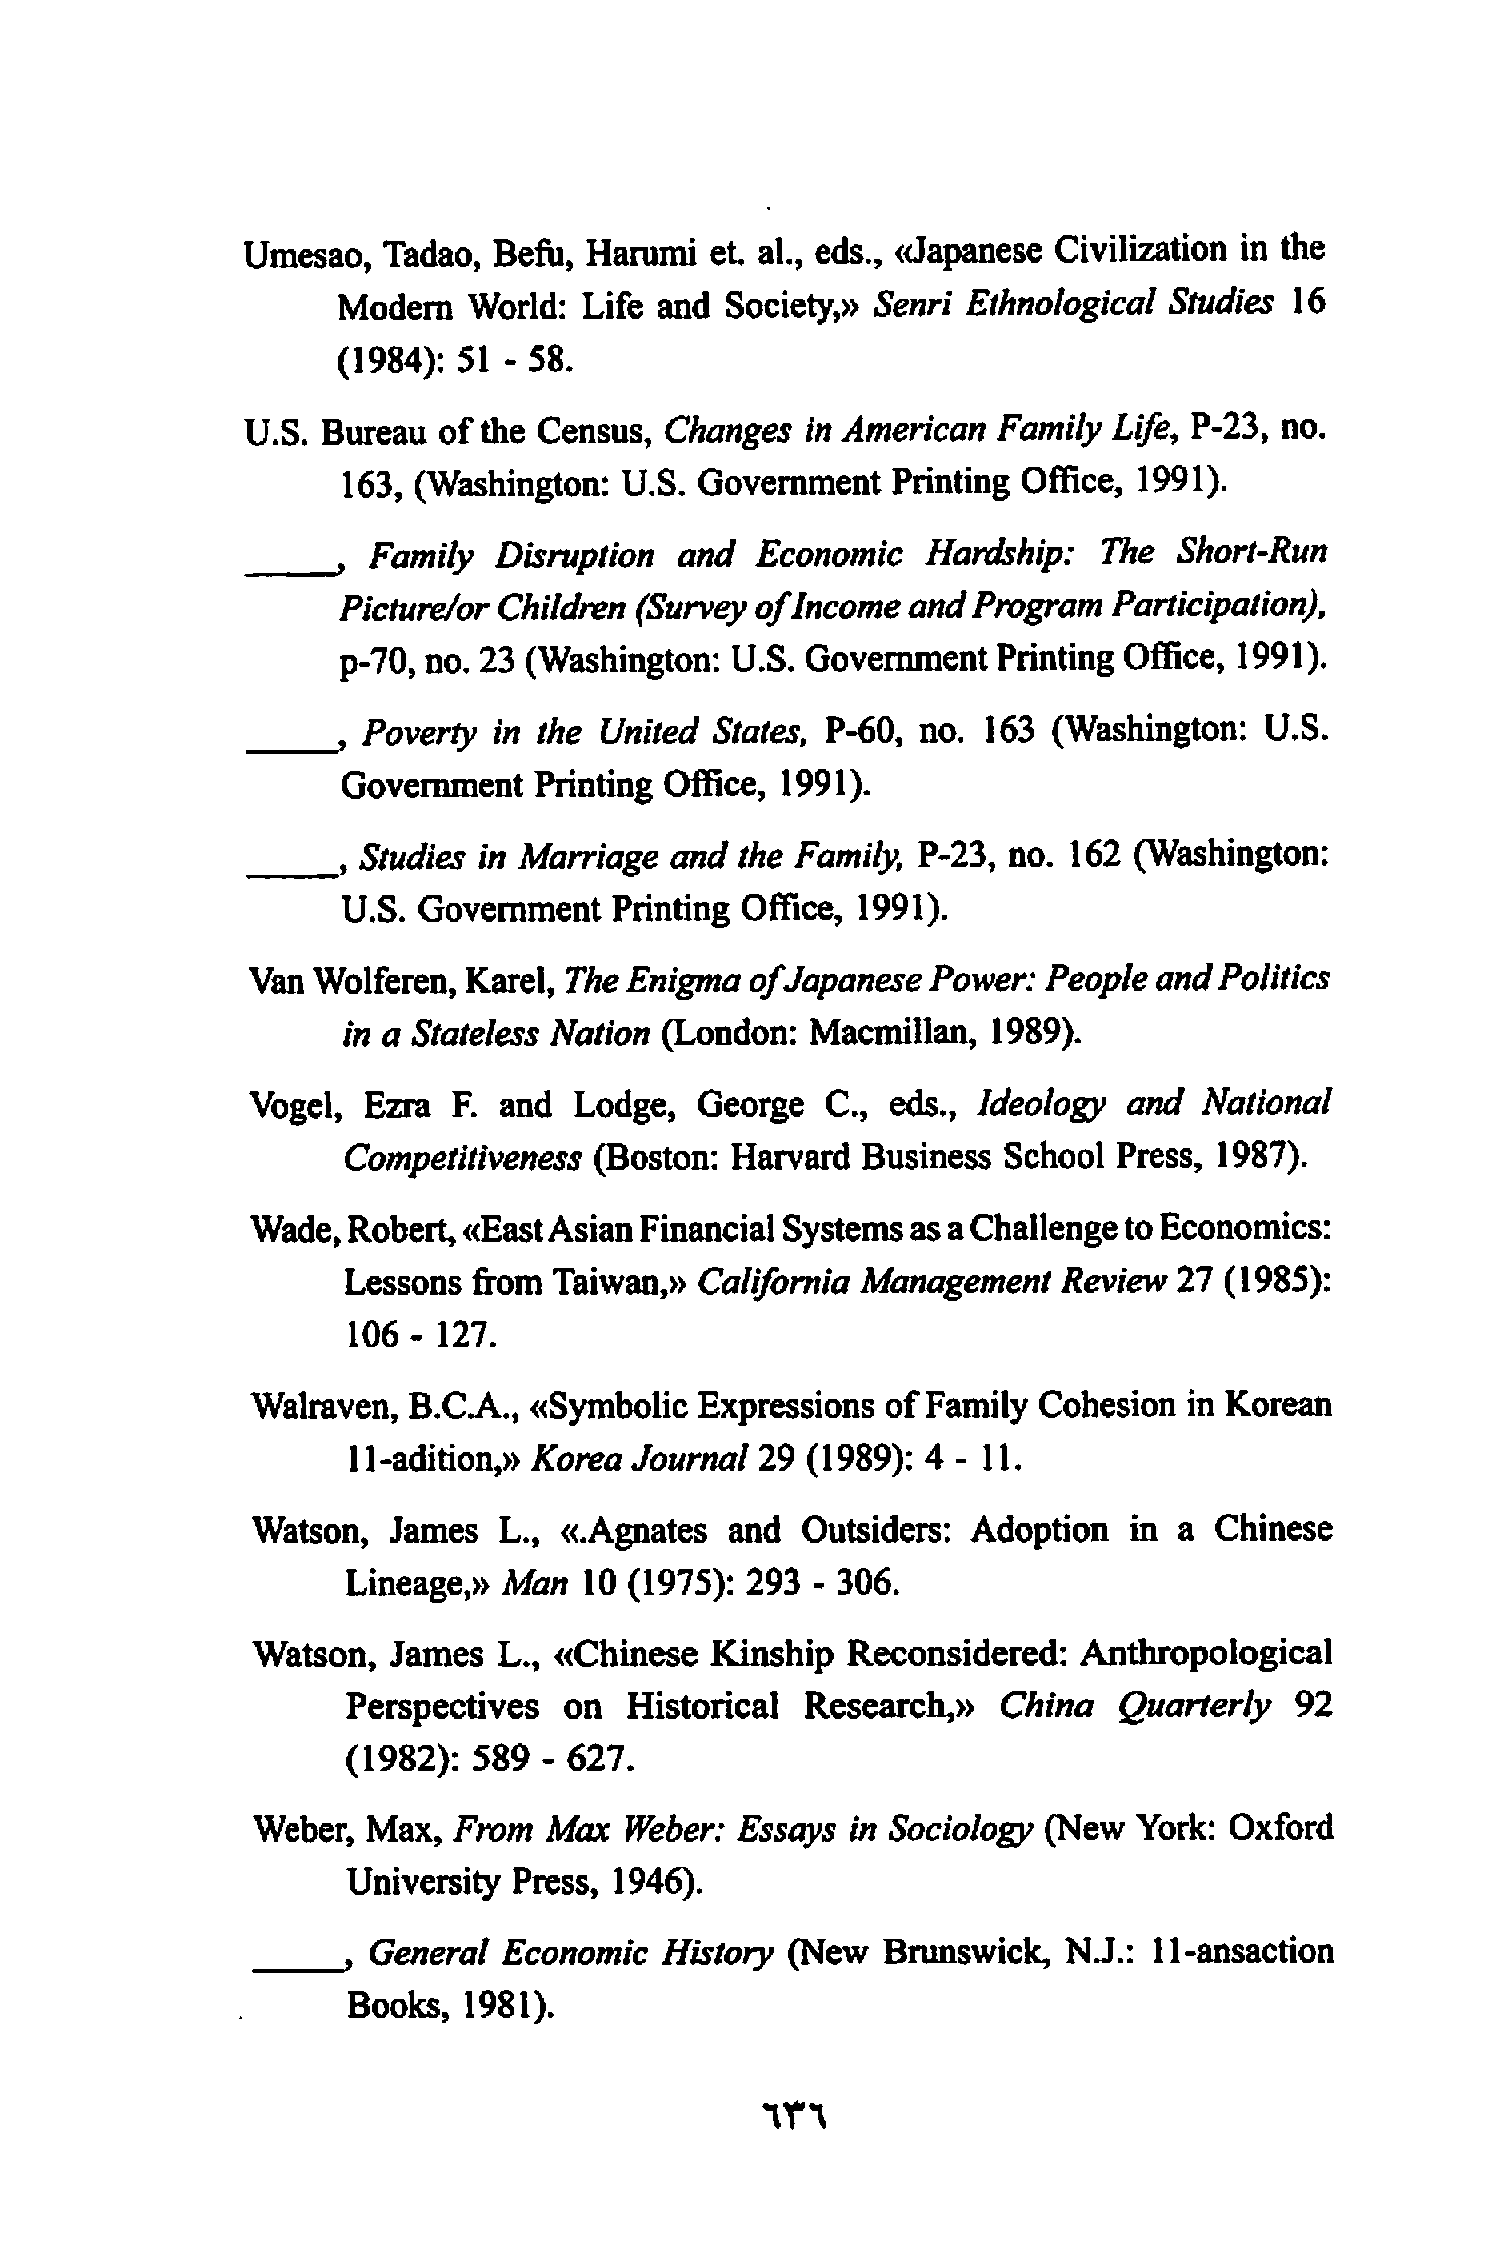 Umesao, Tadao, Befu, Harumi et. al., eds., «Japanese Civilization in the
Modern World: Life and Society,» Senri Ethnological Studies 16
(1984): 51 - 58.
U.S. Bureau of the Census, Changes in American Family Life, P-23, no.
163, (Washington: U.S. Government Printing Office, 1991).
_____, Family Disruption and Economic Hardship: The Short-Run
Picture/or Children (Survey of Income and Program Participation),
p-70, no. 23 (Washington: U.S. Government Printing Office, 1991).
_____, Poverty in the United States, P-60, no. 163 (Washington: U.S.
Government Printing Office, 1991).
_____, Studies in Marriage and the Family, P-23, no. 162 (Washington:
U.S. Government Printing Office, 1991).
Van Wolferen, Karel, The Enigma of Japanese Power: People and Politics
in a Stateless Nation (London: Macmillan, 1989).
Vogel, Ezra F. and Lodge, George C., eds., Ideology and National
Competitiveness (Boston: Harvard Business School Press, 1987).
Wade, Robert, «East Asian Financial Systems as a Challenge to Economics:
Lessons from Taiwan,» California Management Review 27 (1985):
106 - 127.
Walraven, B.C.A., «Symbolic Expressions of Family Cohesion in Korean
11-adition,» Korea Journal 29 (1989): 4 - 11.
Watson, James L., «.Agnates and Outsiders: Adoption in a Chinese
Lineage,» Man 10 (1975): 293 - 306.
Watson, James L., «Chinese Kinship Reconsidered: Anthropological
Perspectives on Historical Research,» China Quarterly 92
(1982): 589 - 627.
Weber, Max, From Max Weber: Essays in Sociology (New York: Oxford
University Press, 1946).
_____, General Economic History (New Brunswick, N.J.: 11-ansaction
Books, 1981).
٦٣٦